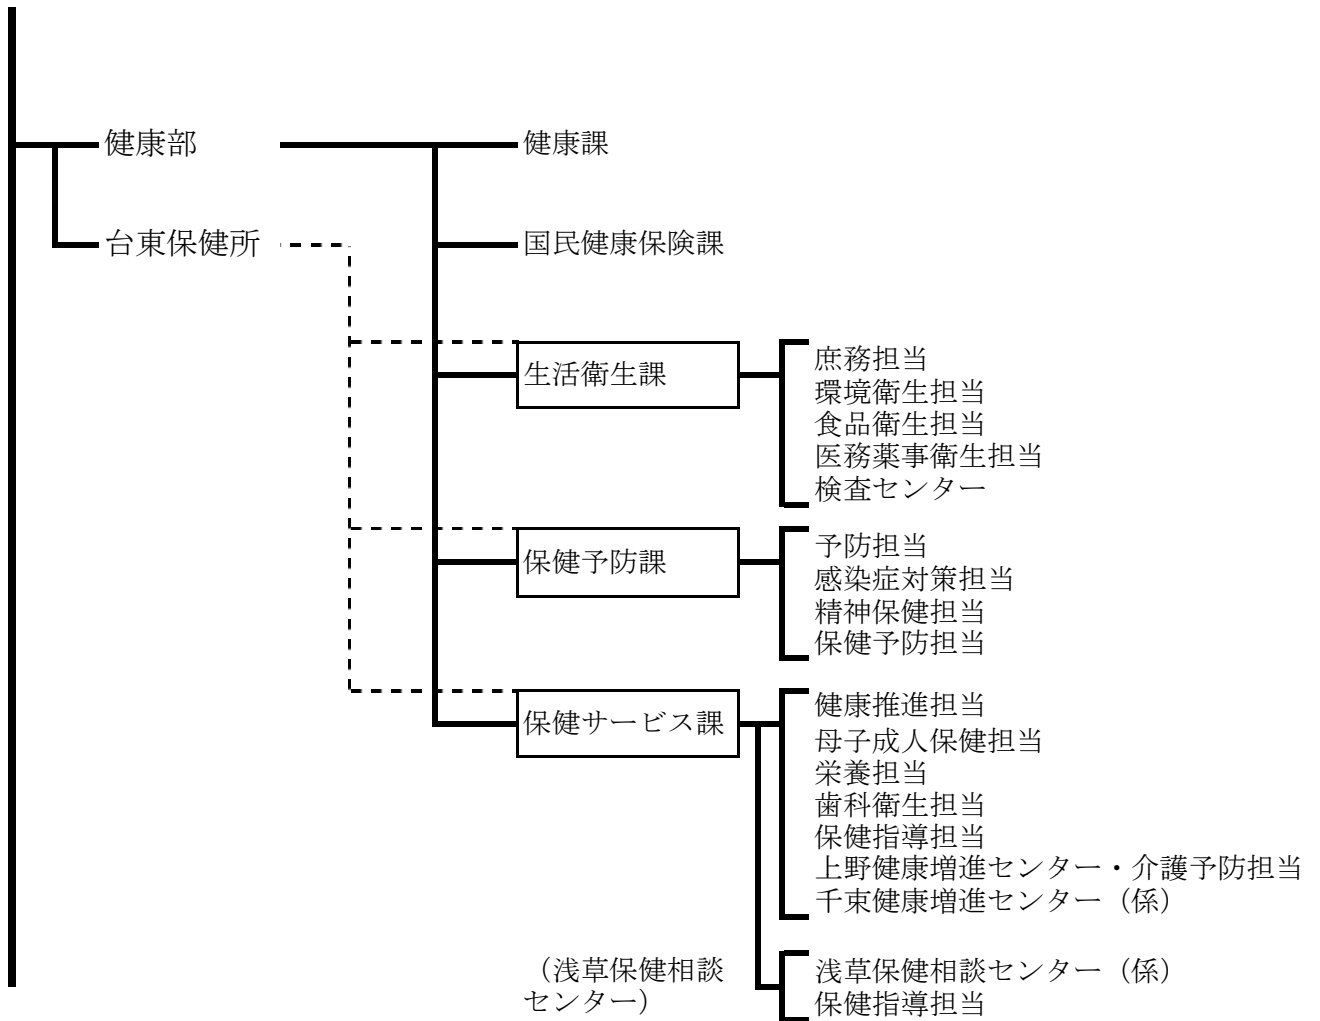 健康部
健康課
台東保健所
国民健康保険課
生活衛生課
庶務担当
環境衛生担当
食品衛生担当
医務薬事衛生担当
検査センター
保健予防課
予防担当
感染症対策担当
精神保健担当
保健予防担当
保健サービス課
健康推進担当
母子成人保健担当
栄養担当
歯科衛生担当
保健指導担当
上野健康増進センター・介護予防担当
千束健康増進センター（係）
（浅草保健相談
センター）
浅草保健相談センター（係）
保健指導担当